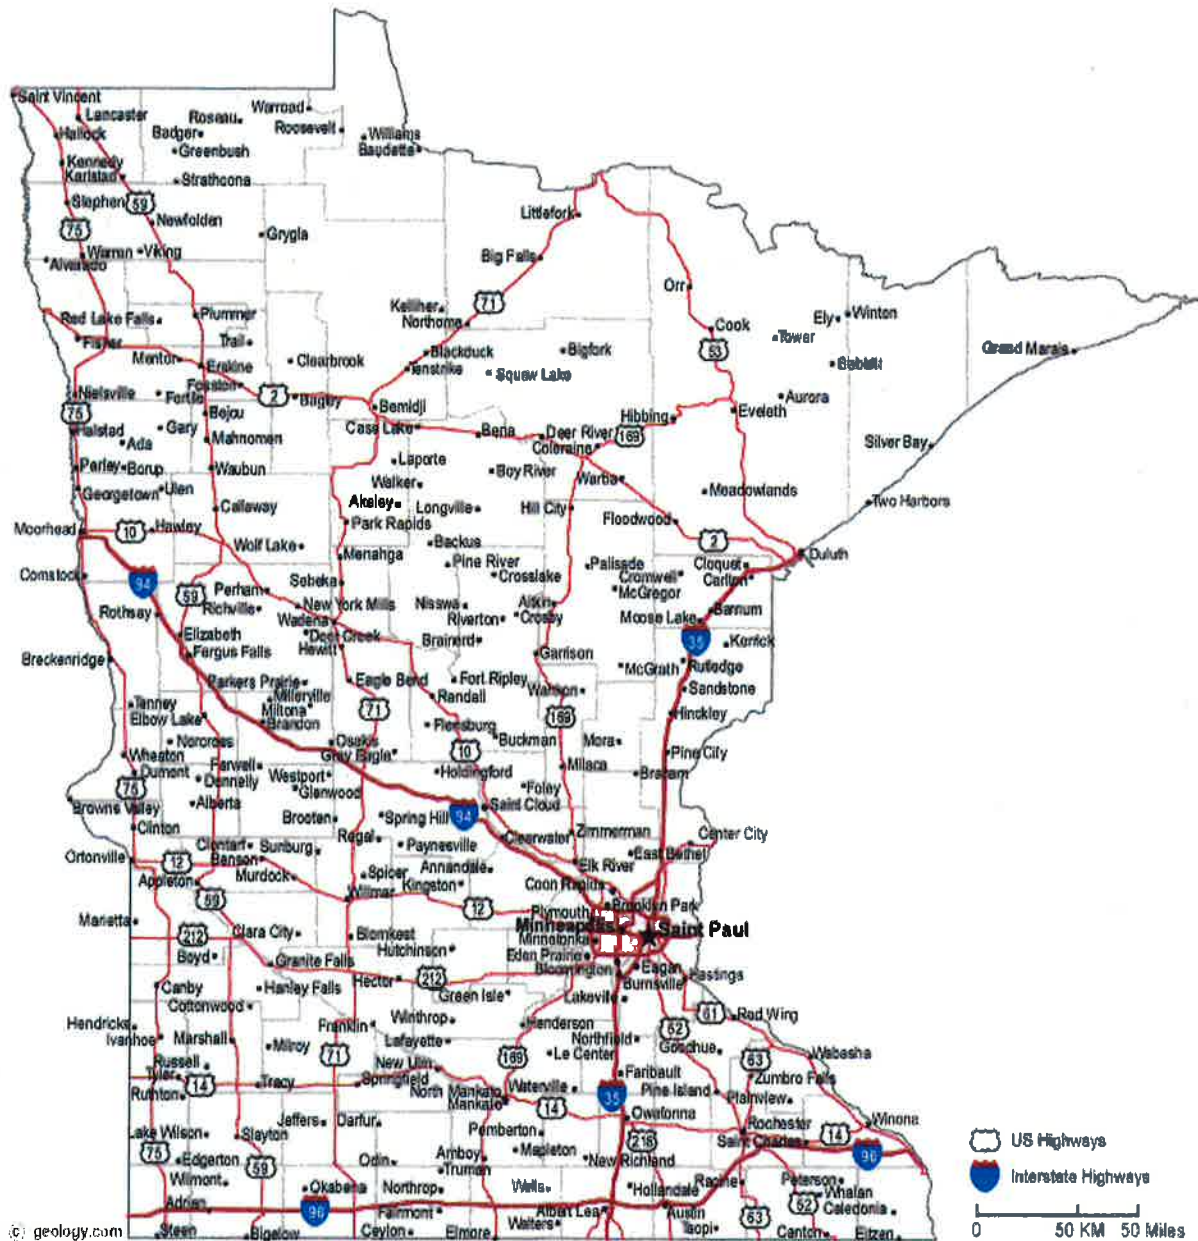 Saint Vincent
Lancaster
Roseau
Warroad
Hallock
Badger
Roosevelt
Williams
Greenbush
Baudette
Kennedy
Karlstad
Strathcona
Stephen
59
Newfolden
Littlefork
75
Grygla
Warren
Viking
Big Falls
Alvarado
Orr
Kelliher
71
Red Lake Falls
Plummer
Northome
Ely
Winton
Cook
Fisher
Trail
Tower
53
Mentor
Clearbrook
Blackduck
Bigfork
Grand Marais
Erskine
Tenstrike
Squaw Lake
Babbitt
Fosston
Nielsville
Fertile
2
Bagley
Bemidji
Aurora
75
Bejou
Hibbing
Eveleth
Halstad
Gary
Cass Lake
Bena
Deer River
169
Ada
Mahnomen
Coleraine
Silver Bay
Perley
Borup
Waubun
Laporte
Boy River
Warba
Georgetown
Ulen
Walker
Meadowlands
Callaway
Akeley
Longville
Hill City
Two Harbors
Moorhead
10
Hawley
Park Rapids
Floodwood
Wolf Lake
Backus
2
Menahga
Pine River
Palisade
Cloquet
Duluth
Comstock
94
Sebeka
Crosslake
Cromwell
Carlton
59
Perham
McGregor
Rothsay
Richville
New York Mills
Nisswa
Aitkin
Barnum
Wadena
Riverton
Crosby
Moose Lake
Elizabeth
Deer Creek
Brainerd
35
Kerrick
Breckenridge
Fergus Falls
Hewitt
Garrison
McGrath
Rutledge
Parkers Prairie
Eagle Bend
Fort Ripley
Sandstone
Millerville
Randall
Wahkon
Tenney
Miltona
71
Hinckley
Elbow Lake
Brandon
Flensburg
169
Norcross
Osakis
10
Buckman
Mora
Wheaton
Gray Eagle
Pine City
Dumont
Farwell
Westport
Holdingford
Milaca
Braham
75
Donnelly
Glenwood
Foley
Browns Valley
Alberta
94
Saint Cloud
Clinton
Brooten
Spring Hill
Clearwater
Zimmerman
Center City
Regal
Ortonville
Clontarf
Sunburg
Paynesville
East Bethel
12
Benson
Annandale
Elk River
Appleton
Murdock
Spicer
Kingston
Coon Rapids
59
Willmar
12
Brooklyn Park
Marietta
Plymouth
212
Clara City
Blomkest
Minneapolis
Saint Paul
Hutchinson
Minnetonka
Boyd
Granite Falls
Eden Prairie
Bloomington
Eagan
Canby
Hanley Falls
Hector
212
Burnsville
Hastings
Cottonwood
Green Isle
Lakeville
61
Red Wing
Hendricks
Franklin
Winthrop
Henderson
52
Ivanhoe
Marshall
Milroy
Lafayette
Northfield
Goodhue
71
169
Le Center
63
Wabasha
Russell
New Ulm
Faribault
Zumbro Falls
Tyler
14
Tracy
Springfield
North Mankato
Waterville
35
Pine Island
Ruthton
Mankato
14
Plainview
Jeffers
Darfur
Owatonna
Rochester
Winona
Lake Wilson
Slayton
Pemberton
218
Saint Charles
14
75
Edgerton
59
Odin
Amboy
Mapleton
New Richland
90
Wilmont
Okabena
Truman
Wells
Racine
Peterson
Adrian
90
Northrop
Hollandale
52
Whalan
Fairmont
Albert Lea
Austin
Caledonia
Steen
Bigelow
Ceylon
Elmore
Walters
Taopi
63
Canton
Eitzen
US Highways
Interstate Highways
0 50 KM 50 Miles
(c) geology.com